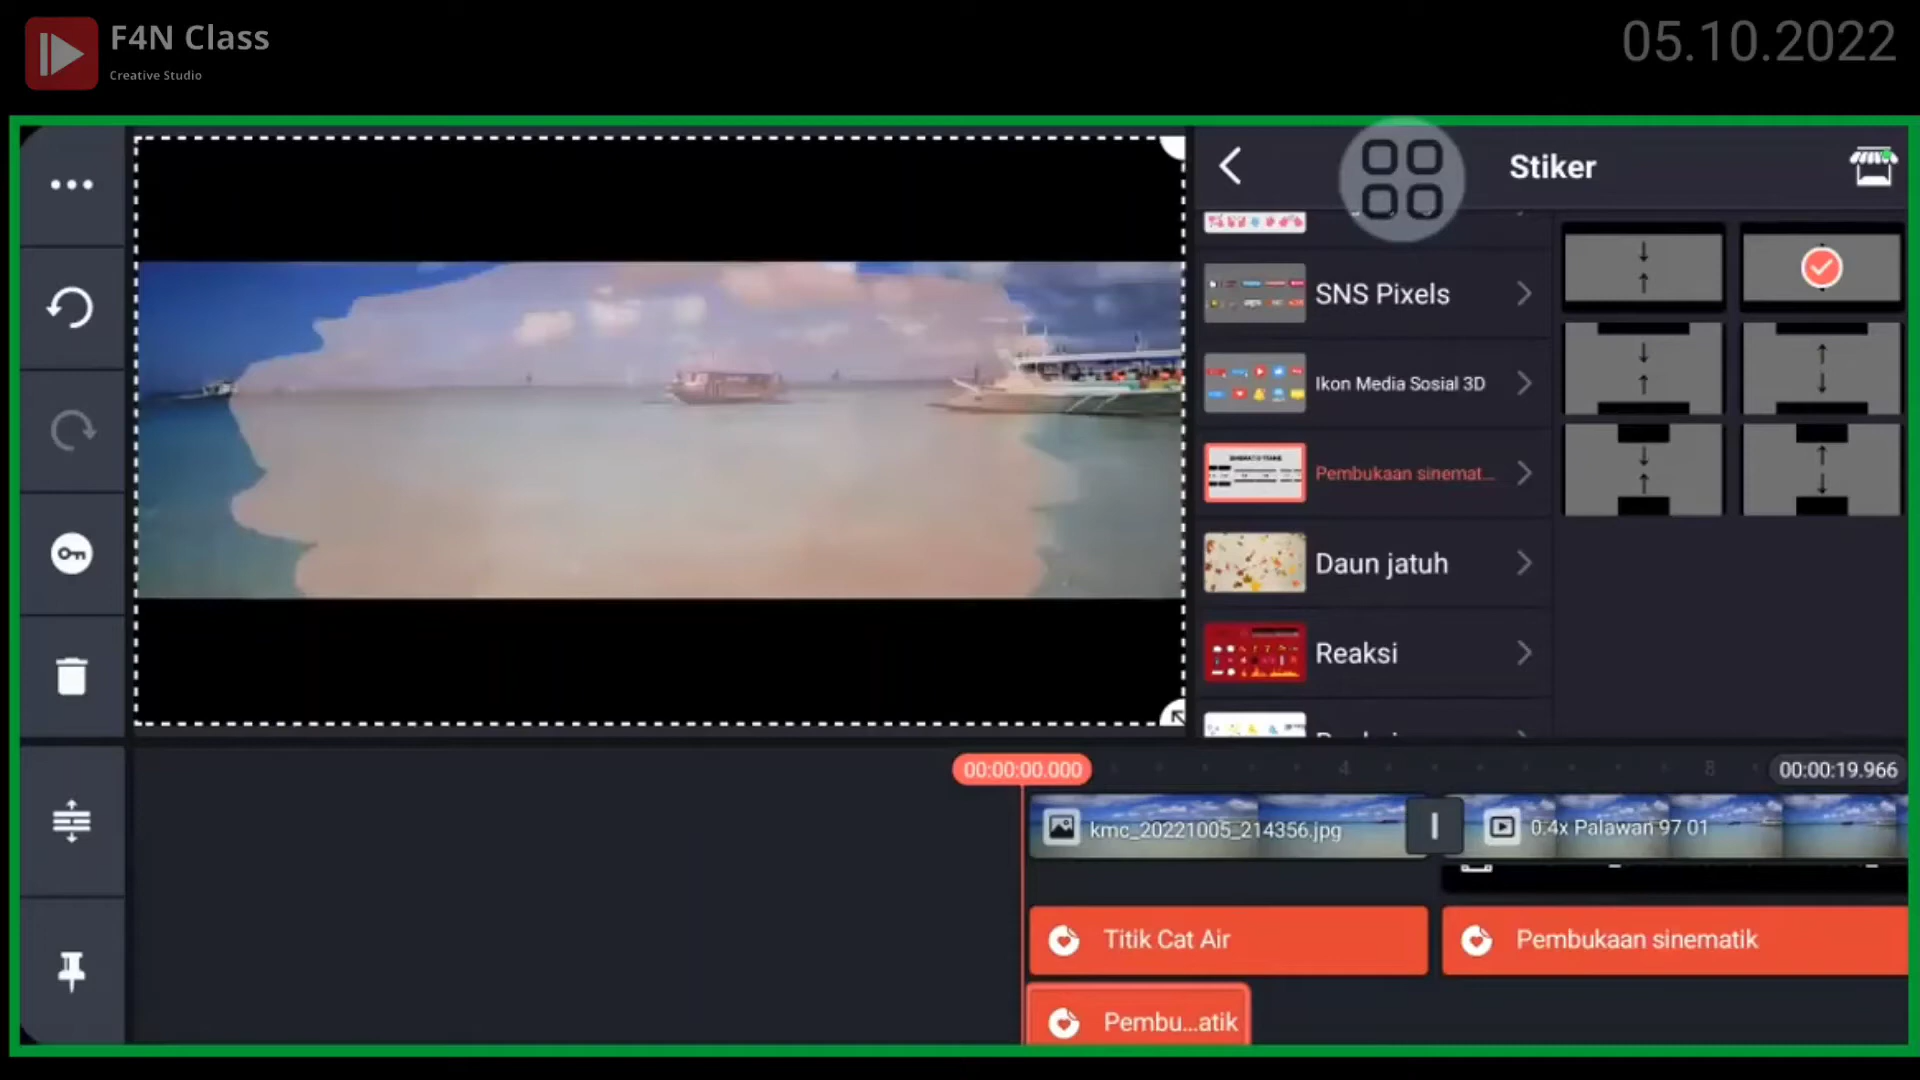 F4N Class
Creative Studio
05.10.2022
Stiker
SNS Pixels
Ikon Media Sosial 3D
Pembukaan sinemat...
Daun jatuh
Reaksi
00:00:00.000
4
8
00:00:19.966
kmc_20221005_214356.jpg
0.4x Palawan 97 01
Titik Cat Air
Pembukaan sinematik
Pembu...atik